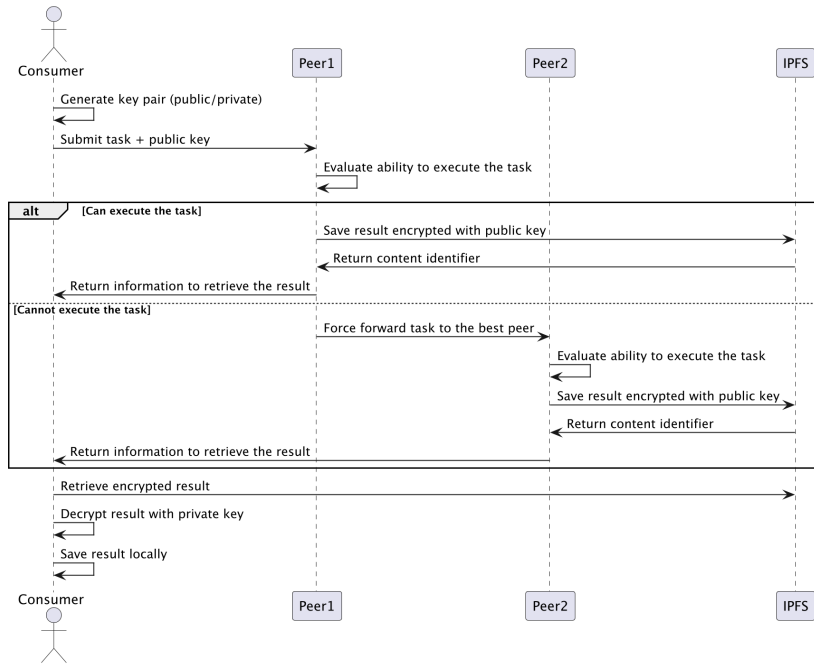 Consumer
Peer1
Peer2
IPFS
Generate key pair (public/private)
Submit task + public key
Evaluate ability to execute the task
alt
[Can execute the task]
Save result encrypted with public key
Return content identifier
Return information to retrieve the result
[Cannot execute the task]
Force forward task to the best peer
Evaluate ability to execute the task
Save result encrypted with public key
Return content identifier
Return information to retrieve the result
Retrieve encrypted result
Decrypt result with private key
Save result locally
Consumer
Peer1
Peer2
IPFS